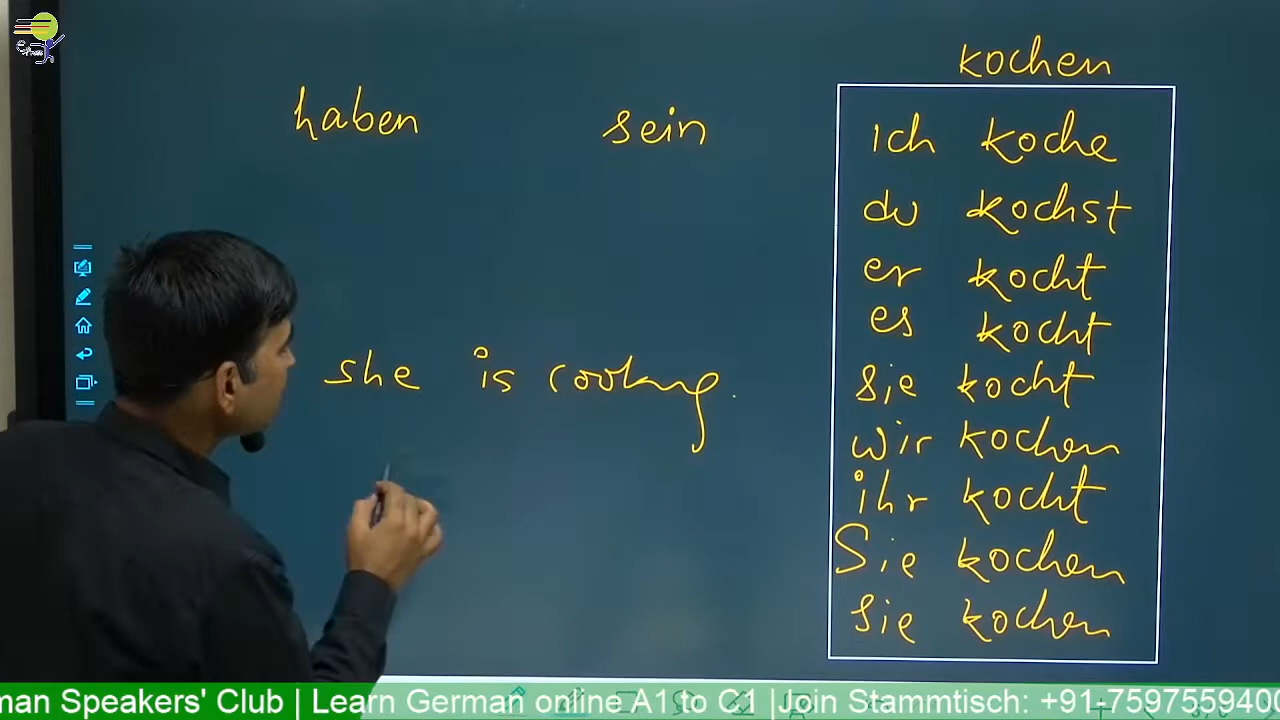 kochen
haben sein
ich koche
du kochst
er kocht
es kocht
she is cooking.
sie kocht
wir kochen
ihr kocht
Sie kochen
sie kochen
man Speakers' Club | Learn German online A1 to C1 | Join Stammtisch: +91-759755940